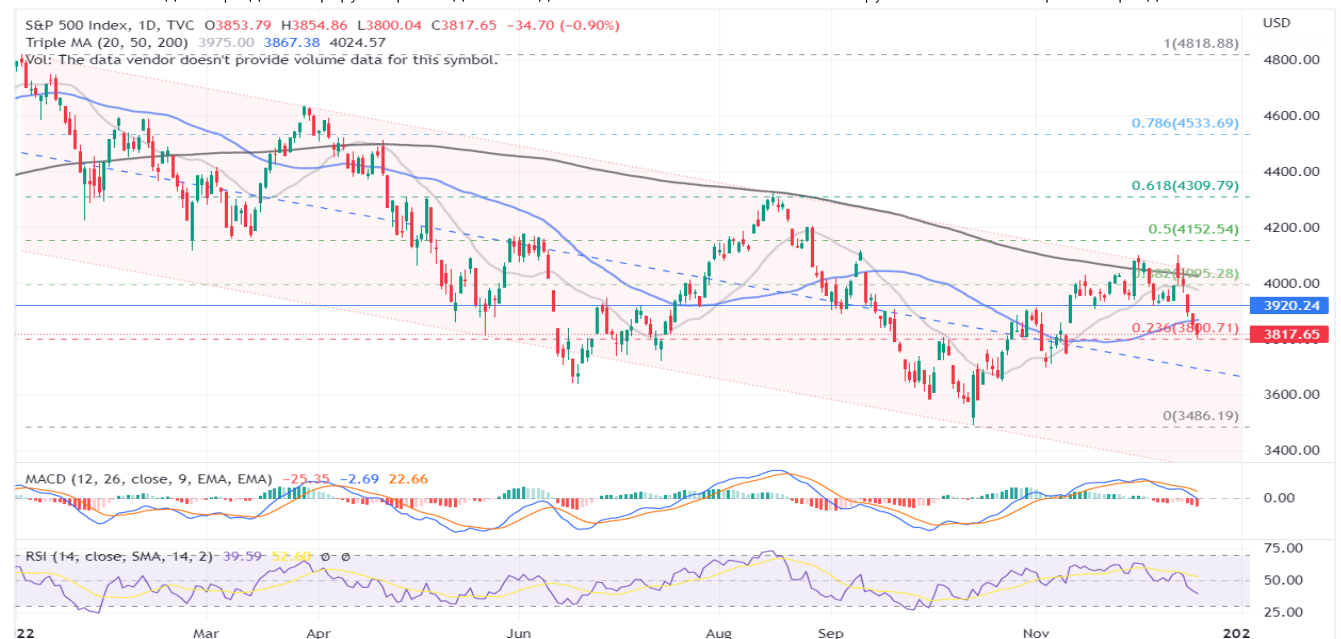 S&P 500 Index, 1D, TVC O3853.79 H3854.86 L3800.04 C3817.65 −34.70 (−0.90%)
USD
Triple MA (20, 50, 200) 3975.00 3867.38 4024.57
1(4818.88)
Vol: The data vendor doesn't provide volume data for this symbol.
4800.00
4600.00
0.786(4533.69)
4400.00
0.618(4309.79)
4200.00
0.5(4152.54)
4000.00
0.382(3995.28)
3920.24
0.236(3800.71)
3817.65
3600.00
0(3486.19)
3400.00
MACD (12, 26, close, 9, EMA, EMA) −25.35 −2.69 22.66
0.00
RSI (14, close, SMA, 14, 2) 39.59 52.60 ø ø
75.00
50.00
25.00
22 Mar Apr Jun Aug Sep Nov 202